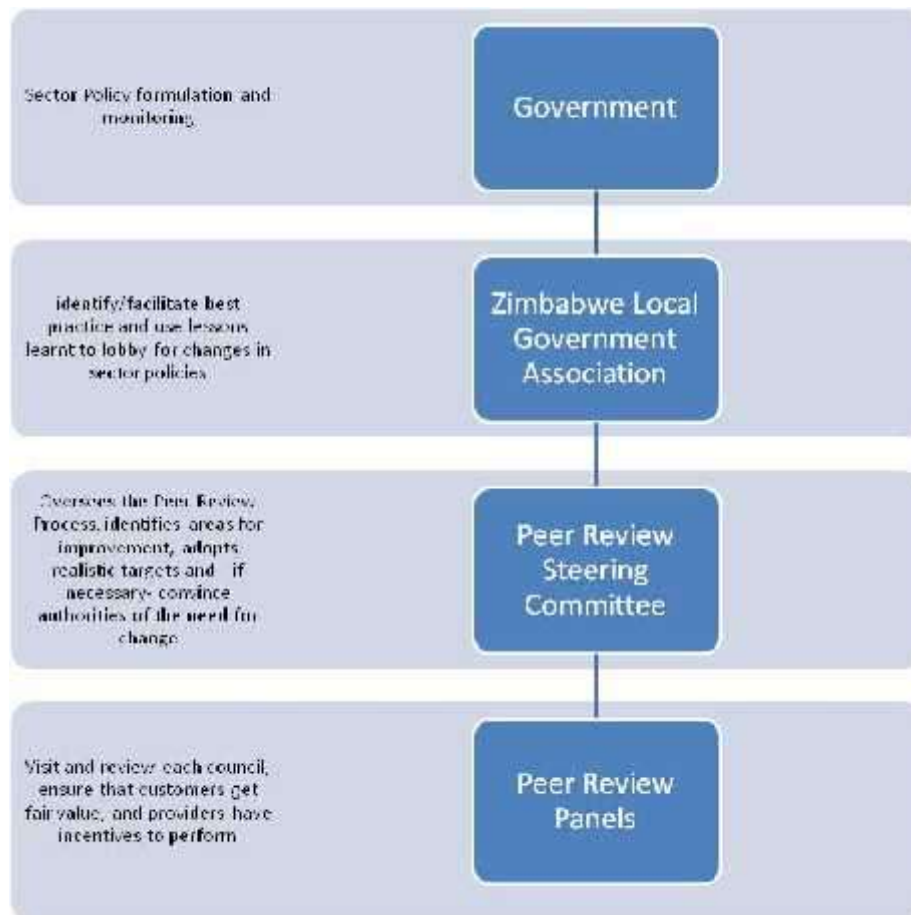 Sector Policy formulation and
monitoring
Government
identify/facilitate best
practice and use lessons
learnt to lobby for changes in
sector policies
Zimbabwe Local
Government
Association
Oversees the Peer Review
Process, identifies areas for
improvement, adopts
realistic targets and - if
necessary- convince
authorities of the need for
change
Peer Review
Steering
Committee
Visit and review each council,
ensure that customers get
fair value, and providers have
incentives to perform
Peer Review
Panels